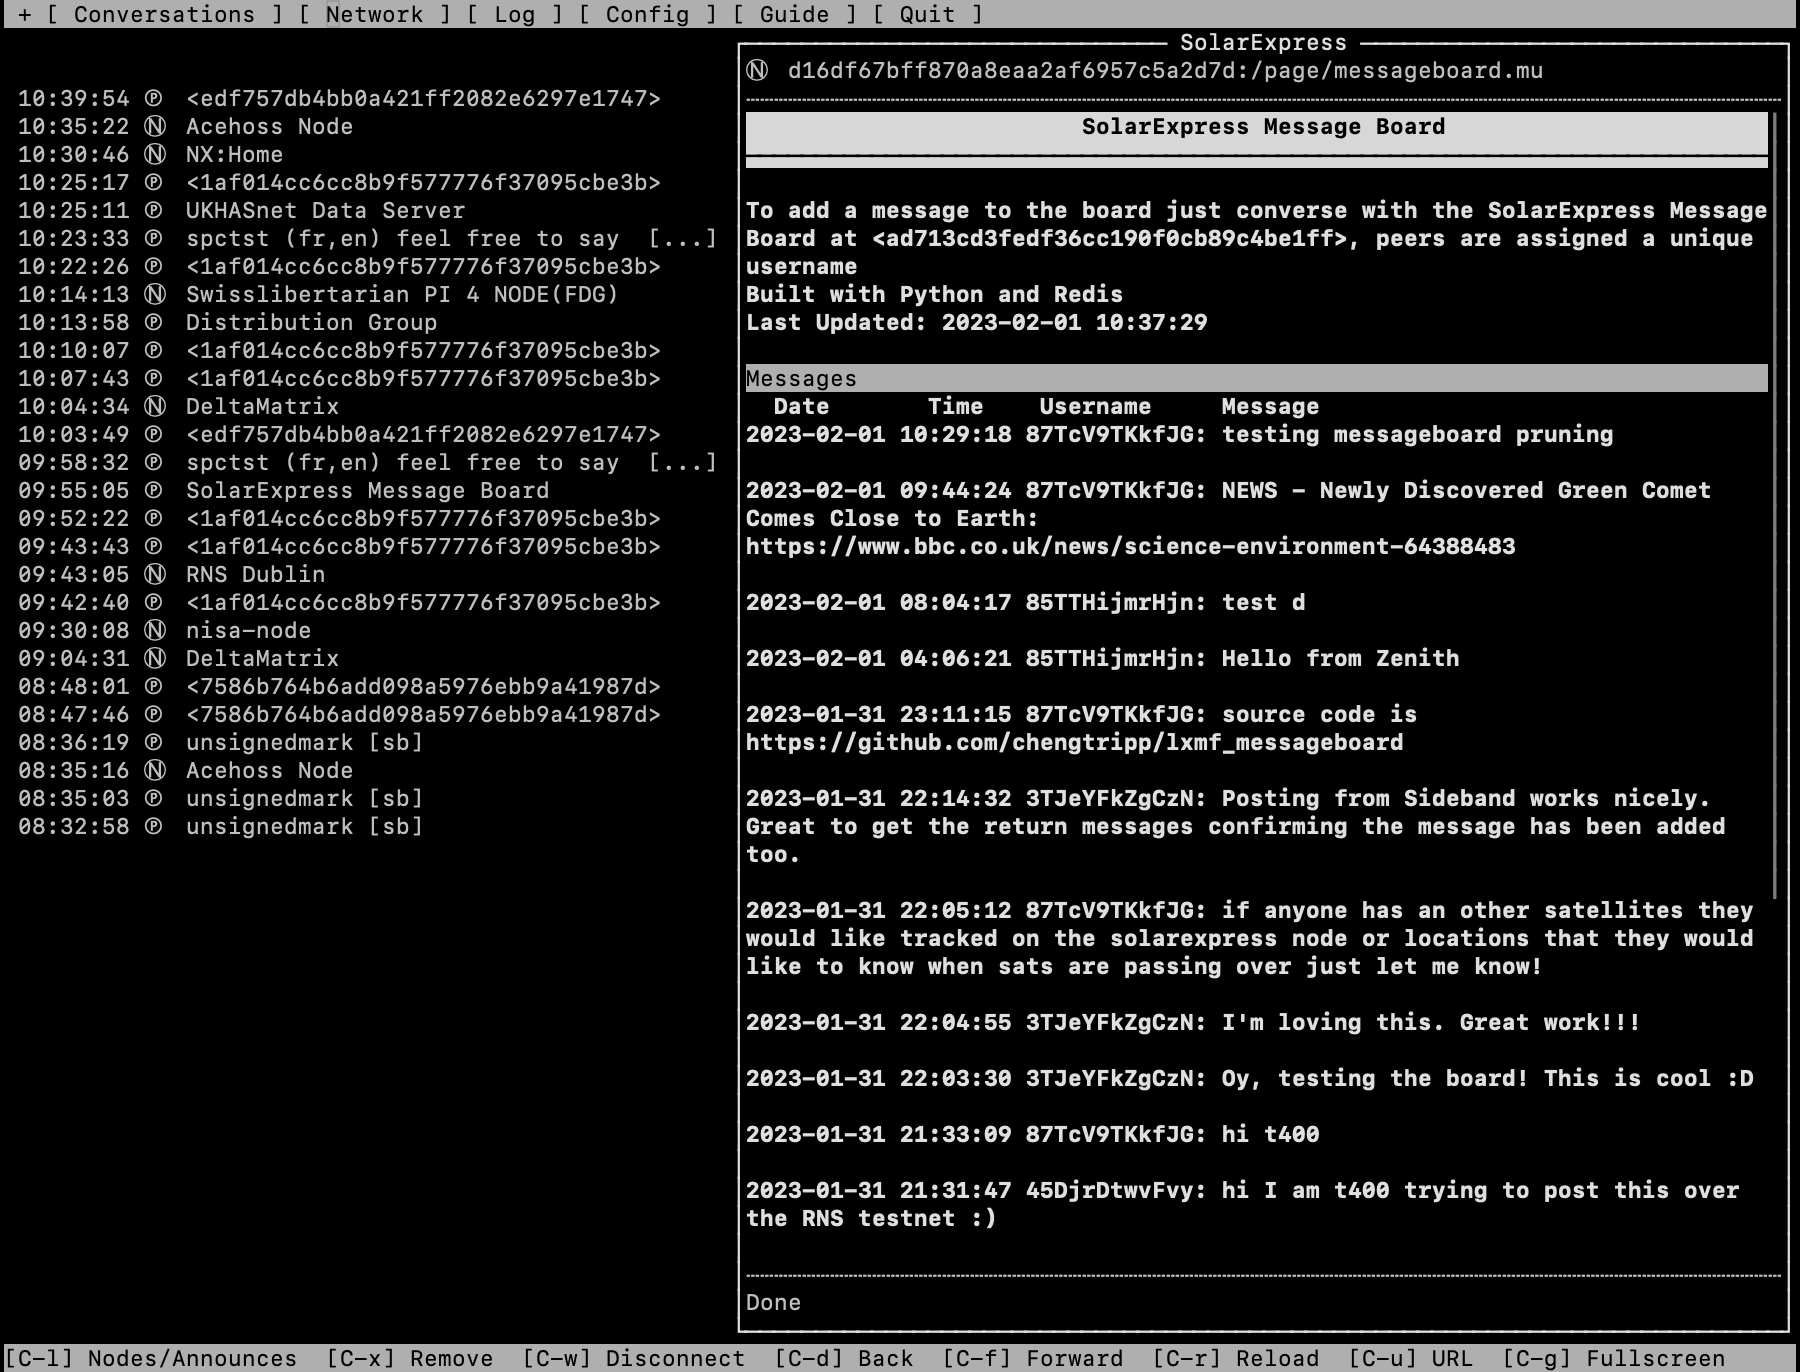 + [ Conversations ] [ Network ] [ Log ] [ Config ] [ Guide ] [ Quit ]
10:39:54 Ⓟ <edf757db4bb0a421ff2082e6297e1747>
10:35:22 Ⓝ Acehoss Node
10:30:46 Ⓝ NX:Home
10:25:17 Ⓟ <1af014cc6cc8b9f577776f37095cbe3b>
10:25:11 Ⓟ UKHASnet Data Server
10:23:33 Ⓟ spctst (fr,en) feel free to say [...]
10:22:26 Ⓟ <1af014cc6cc8b9f577776f37095cbe3b>
10:14:13 Ⓝ Swisslibertarian PI 4 NODE(FDG)
10:13:58 Ⓟ Distribution Group
10:10:07 Ⓟ <1af014cc6cc8b9f577776f37095cbe3b>
10:07:43 Ⓟ <1af014cc6cc8b9f577776f37095cbe3b>
10:04:34 Ⓝ DeltaMatrix
10:03:49 Ⓟ <edf757db4bb0a421ff2082e6297e1747>
09:58:32 Ⓟ spctst (fr,en) feel free to say [...]
09:55:05 Ⓟ SolarExpress Message Board
09:52:22 Ⓟ <1af014cc6cc8b9f577776f37095cbe3b>
09:43:43 Ⓟ <1af014cc6cc8b9f577776f37095cbe3b>
09:43:05 Ⓝ RNS Dublin
09:42:40 Ⓟ <1af014cc6cc8b9f577776f37095cbe3b>
09:30:08 Ⓝ nisa-node
09:04:31 Ⓝ DeltaMatrix
08:48:01 Ⓟ <7586b764b6add098a5976ebb9a41987d>
08:47:46 Ⓟ <7586b764b6add098a5976ebb9a41987d>
08:36:19 Ⓟ unsignedmark [sb]
08:35:16 Ⓝ Acehoss Node
08:35:03 Ⓟ unsignedmark [sb]
08:32:58 Ⓟ unsignedmark [sb]
SolarExpress
Ⓝ d16df67bff870a8eaa2af6957c5a2d7d:/page/messageboard.mu
SolarExpress Message Board
To add a message to the board just converse with the SolarExpress Message
Board at <ad713cd3fedf36cc190f0cb89c4be1ff>, peers are assigned a unique
username
Built with Python and Redis
Last Updated: 2023-02-01 10:37:29
Messages
Date Time Username Message
2023-02-01 10:29:18 87TcV9TKkfJG: testing messageboard pruning
2023-02-01 09:44:24 87TcV9TKkfJG: NEWS - Newly Discovered Green Comet
Comes Close to Earth:
https://www.bbc.co.uk/news/science-environment-64388483
2023-02-01 08:04:17 85TTHijmrHjn: test d
2023-02-01 04:06:21 85TTHijmrHjn: Hello from Zenith
2023-01-31 23:11:15 87TcV9TKkfJG: source code is
https://github.com/chengtripp/lxmf_messageboard
2023-01-31 22:14:32 3TJeYFkZgCzN: Posting from Sideband works nicely.
Great to get the return messages confirming the message has been added
too.
2023-01-31 22:05:12 87TcV9TKkfJG: if anyone has an other satellites they
would like tracked on the solarexpress node or locations that they would
like to know when sats are passing over just let me know!
2023-01-31 22:04:55 3TJeYFkZgCzN: I'm loving this. Great work!!!
2023-01-31 22:03:30 3TJeYFkZgCzN: Oy, testing the board! This is cool :D
2023-01-31 21:33:09 87TcV9TKkfJG: hi t400
2023-01-31 21:31:47 45DjrDtwvFvy: hi I am t400 trying to post this over
the RNS testnet :)
Done
[C-l] Nodes/Announces [C-x] Remove [C-w] Disconnect [C-d] Back [C-f] Forward [C-r] Reload [C-u] URL [C-g] Fullscreen